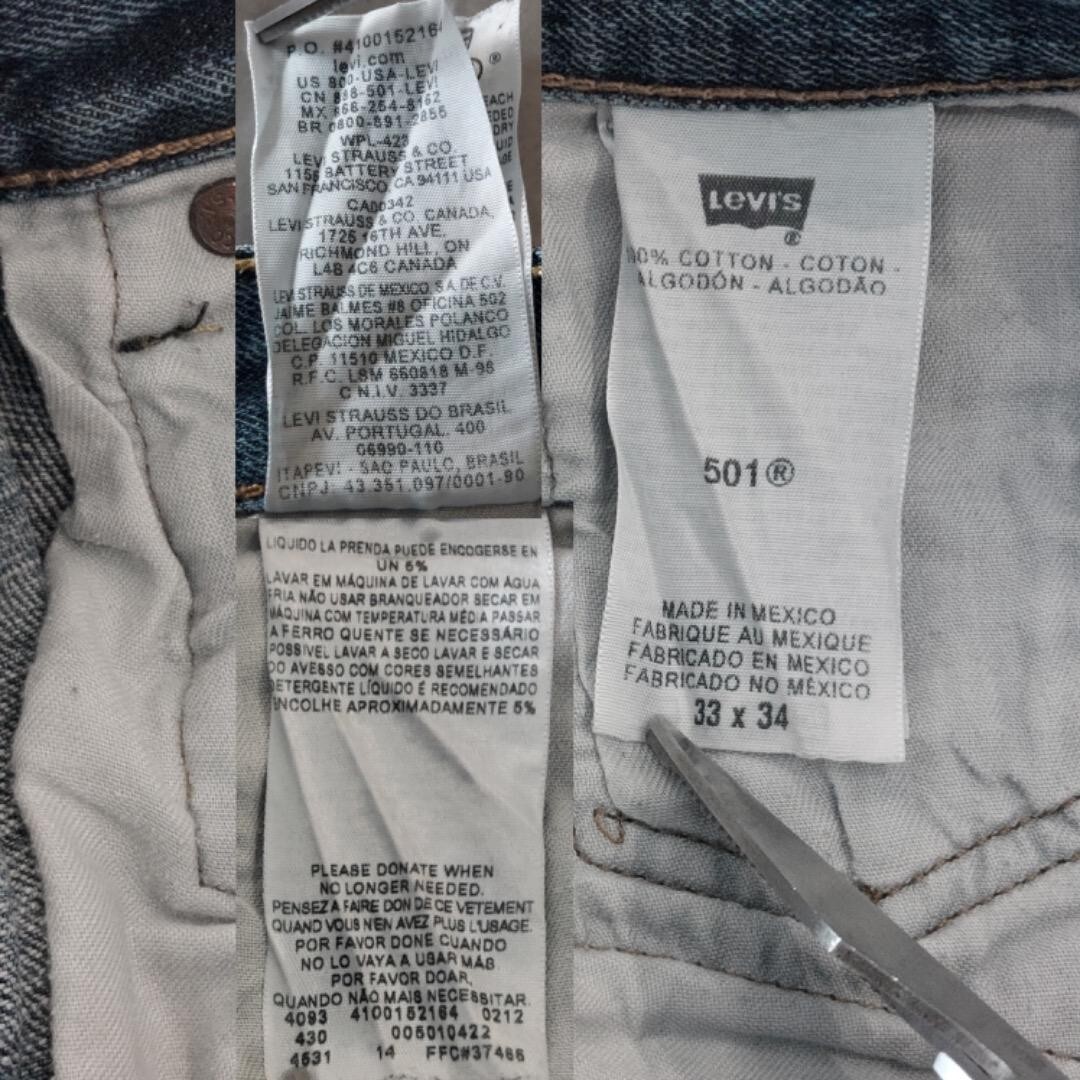 P.O. #4100152164
levi.com
US 800-USA-LEVI
CN 888-501-LEVI
MX 866-254-8162
BR 0800-891-2855
WPL-423
LEVI STRAUSS & CO.
1155 BATTERY STREET
SAN FRANCISCO, CA 94111 USA
CA00342
LEVI STRAUSS & CO. CANADA,
1725 16TH AVE.
RICHMOND HILL, ON
L4B 4C6 CANADA
LEVI STRAUSS DE MEXICO, S.A. DE C.V.
JAIME BALMES #8 OFICINA 502
COL. LOS MORALES POLANCO
DELEGACION MIGUEL HIDALGO
C.P. 11510 MEXICO D.F.
R.F.C. LSM 660818 M-98
C N.I.V. 3337
LEVI STRAUSS DO BRASIL
AV. PORTUGAL, 400
06990-110
ITAPEVI - SAO PAULO, BRASIL
CNPJ: 43.351.097/0001-90
®
EACH
DRY
LIQUIDO LA PRENDA PUEDE ENCOGERSE EN
UN 5%
LAVAR EM MÁQUINA DE LAVAR COM AGUA
FRIA NÃO USAR BRANQUEADOR SECAR EM
MÁQUINA COM TEMPERATURA MÉDIA PASSAR
A FERRO QUENTE SE NECESSÁRIO
POSSIVEL LAVAR A SECO LAVAR E SECAR
DO AVESSO COM CORES SEMELHANTES
DETERGENTE LÍQUIDO É RECOMENDADO
ENCOLHE APROXIMADAMENTE 5%
PLEASE DONATE WHEN
NO LONGER NEEDED.
PENSEZ A FAIRE DON DE CE VETEMENT
QUAND VOUS N'EN AVEZ PLUS L'USAGE.
POR FAVOR DONE CUANDO
NO LO VAYA A USAR MAS
POR FAVOR DOAR,
QUANDO NÃO MAIS NECESSITAR.
4093 4100152164 0212
430 005010422
4531 14 FFC#37466
LEVI'S
®
100% COTTON - COTON -
ALGODÓN - ALGODÃO
501®
MADE IN MEXICO
FABRIQUE AU MEXIQUE
FABRICADO EN MEXICO
FABRICADO NO MÉXICO
33 x 34